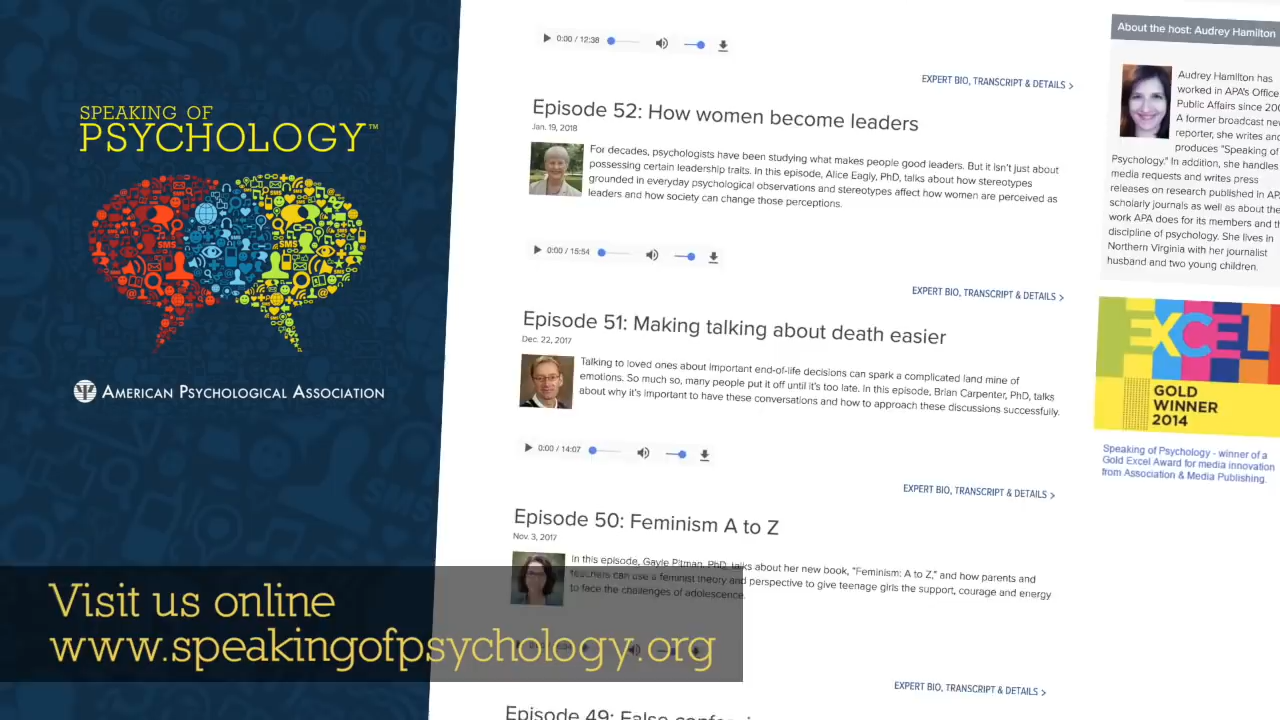 SPEAKING OF
PSYCHOLOGY™
SMS
SMS
AMERICAN PSYCHOLOGICAL ASSOCIATION
0:00 / 12:38
EXPERT BIO, TRANSCRIPT & DETAILS >
Episode 52: How women become leaders
Jan. 19, 2018
For decades, psychologists have been studying what makes people good leaders. But it isn't just about
possessing certain leadership traits. In this episode, Alice Eagly, PhD, talks about how stereotypes
grounded in everyday psychological observations and stereotypes affect how women are perceived as
leaders and how society can change those perceptions.
0:00 / 15:54
EXPERT BIO, TRANSCRIPT & DETAILS >
Episode 51: Making talking about death easier
Dec. 22, 2017
Talking to loved ones about important end-of-life decisions can spark a complicated land mine of
emotions. So much so, many people put it off until it's too late. In this episode, Brian Carpenter, PhD, talks
about why it's important to have these conversations and how to approach these discussions successfully.
0:00 / 14:07
EXPERT BIO, TRANSCRIPT & DETAILS >
Episode 50: Feminism A to Z
Nov. 3, 2017
In this episode, Gayle Pitman, PhD, talks about her new book, "Feminism: A to Z," and how parents and
teachers can use a feminist theory and perspective to give teenage girls the support, courage and energy
to face the challenges of adolescence.
EXPERT BIO, TRANSCRIPT & DETAILS >
Episode 49: False
About the host: Audrey Hamilton
Audrey Hamilton has
worked in APA's Office
Public Affairs since
A former broadcast
reporter, she writes and
produces "Speaking of
Psychology." In addition, she handles
media requests and writes press
releases on research published in
scholarly journals as well as about the
work APA does for its members and
discipline of psychology. She lives in
Northern Virginia with her journalist
husband and two young children.
EXCEL
GOLD
WINNER
2014
Speaking of Psychology - winner of a
Gold Excel Award for media innovation
from Association & Media Publishing.
Visit us online
www.speakingofpsychology.org